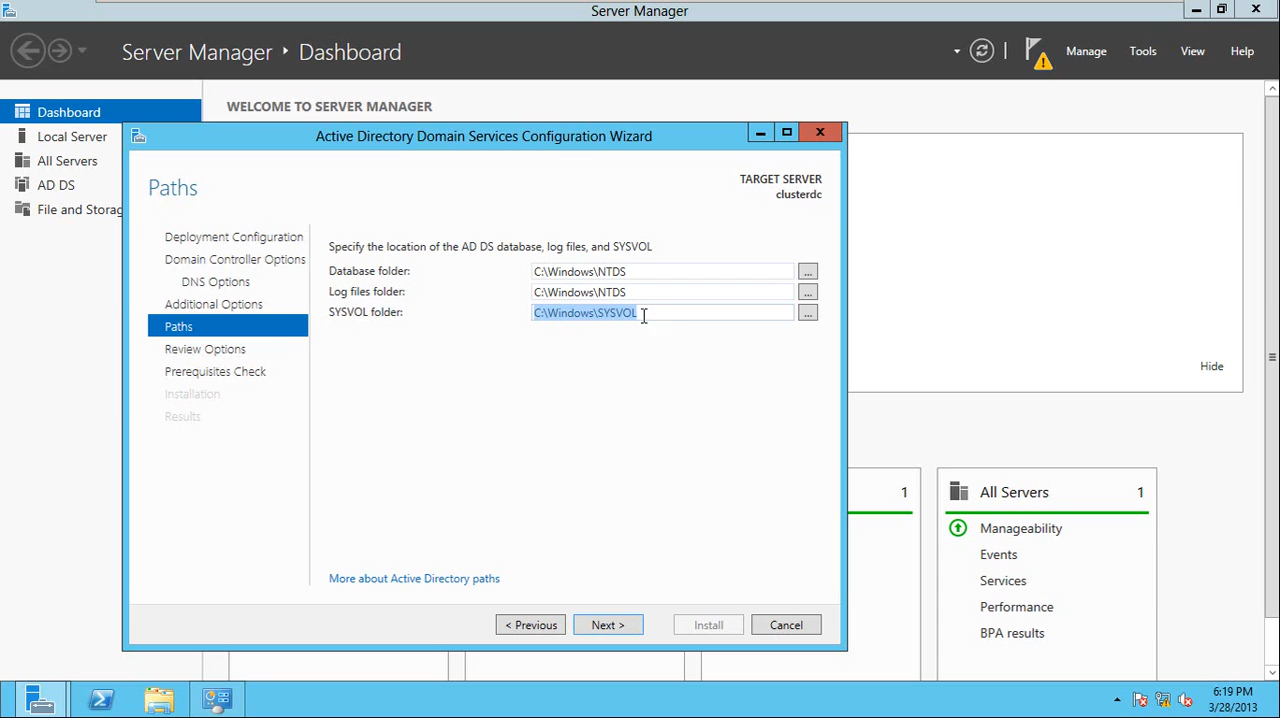 Server Manager
Server Manager ‣ Dashboard
Manage
Tools
View
Help
Dashboard
Local Server
All Servers
AD DS
File and Storag
WELCOME TO SERVER MANAGER
Active Directory Domain Services Configuration Wizard
Paths
TARGET SERVER
clusterdc
Deployment Configuration
Domain Controller Options
DNS Options
Additional Options
Paths
Review Options
Prerequisites Check
Installation
Results
Specify the location of the AD DS database, log files, and SYSVOL
Database folder: C:\Windows\NTDS ...
Log files folder: C:\Windows\NTDS ...
SYSVOL folder: C:\Windows\SYSVOL ...
More about Active Directory paths
< Previous
Next >
Install
Cancel
Hide
1
All Servers 1
Manageability
Events
Services
Performance
BPA results
6:19 PM
3/28/2013